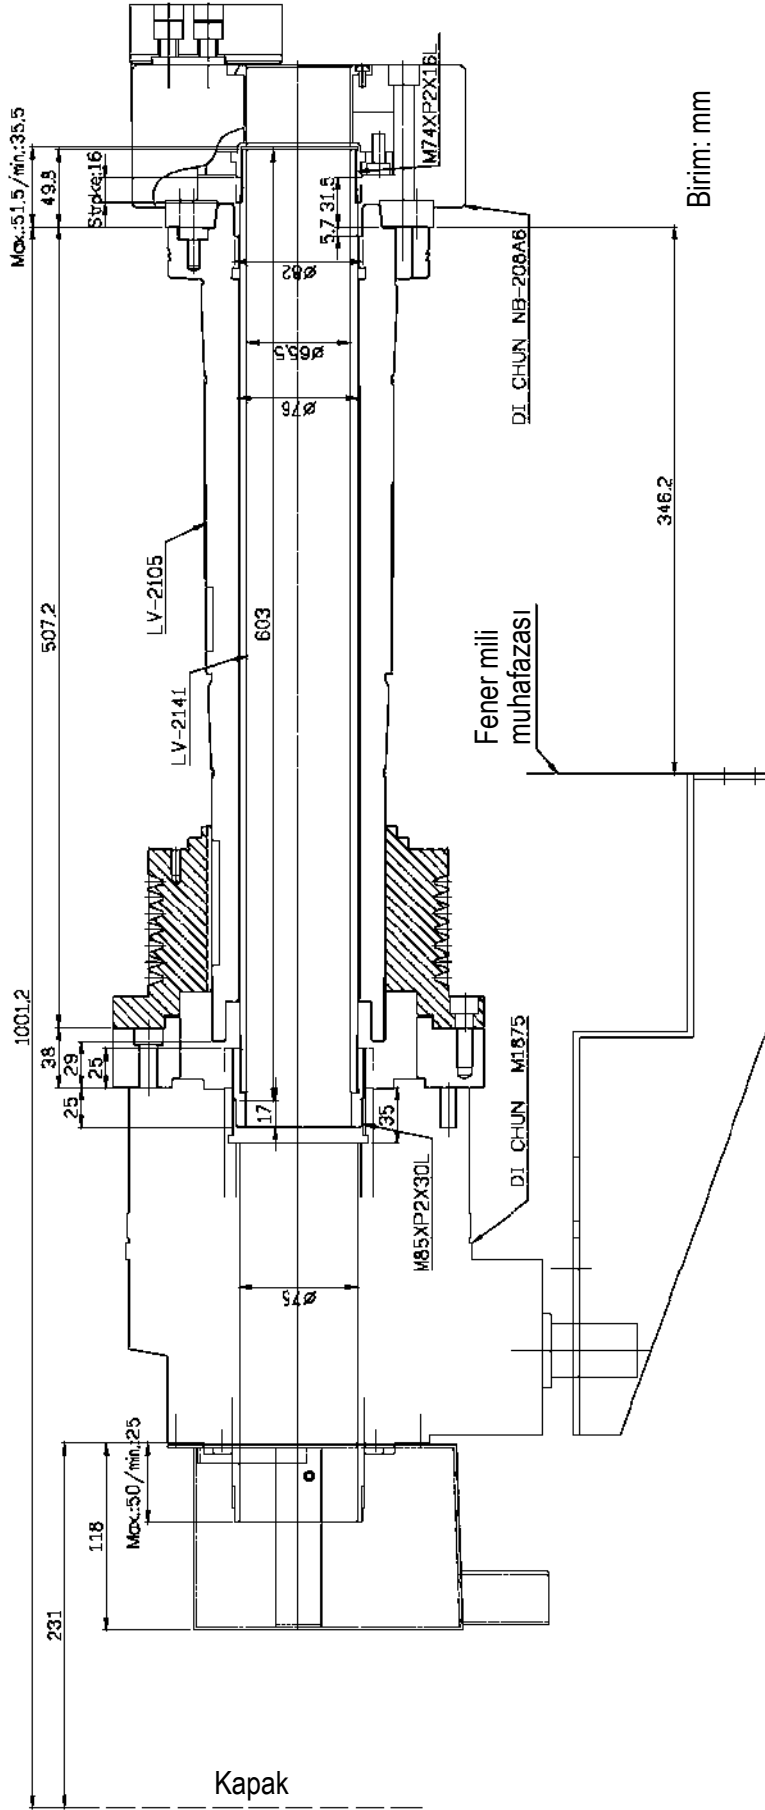 Max.:51.5/min.:35.5
49.8
Stroke:16
M74XP2X16L
5.7
31.5
Ø82
Ø65.5
Ø76
DI CHUN NB-208A6
Birim: mm
LV-2105
507.2
603
LV-2141
346.2
Fener mili
muhafazası
1001.2
38
29
25
25
17
35
M85XP2X30L
DI CHUN M1875
Ø75
Max.:50/min.:25
118
231
Kapak